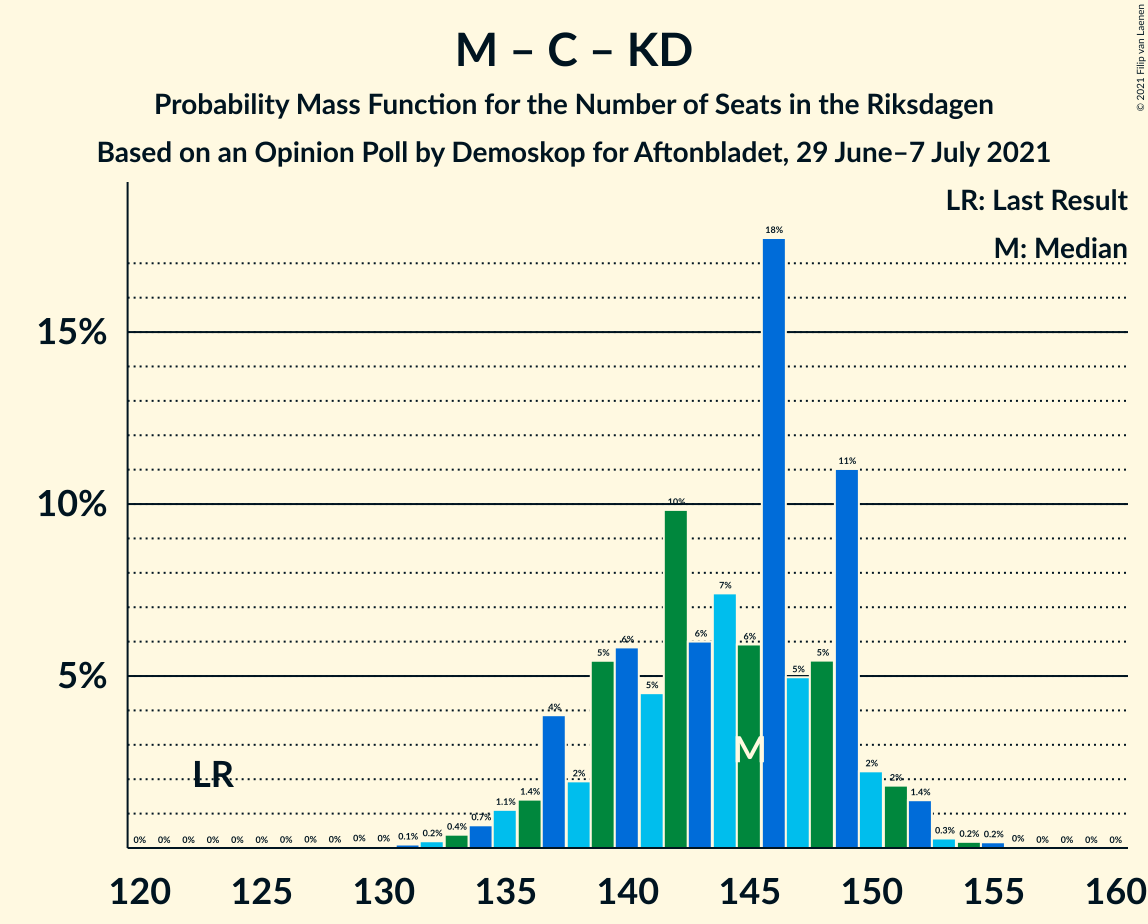 M – C – KD
Probability Mass Function for the Number of Seats in the Riksdagen
Based on an Opinion Poll by Demoskop for Aftonbladet, 29 June–7 July 2021
© 2021 Filip van Laenen
LR: Last Result
M: Median
15%
10%
5%
LR
M
0% 0% 0% 0% 0% 0% 0% 0% 0% 0% 0% 0.1% 0.2% 0.4% 0.7% 1.1% 1.4% 4% 2% 5% 6% 5% 10% 6% 7% 6% 18% 5% 5% 11% 2% 2% 1.4% 0.3% 0.2% 0.2% 0% 0% 0% 0% 0%
120 125 130 135 140 145 150 155 160